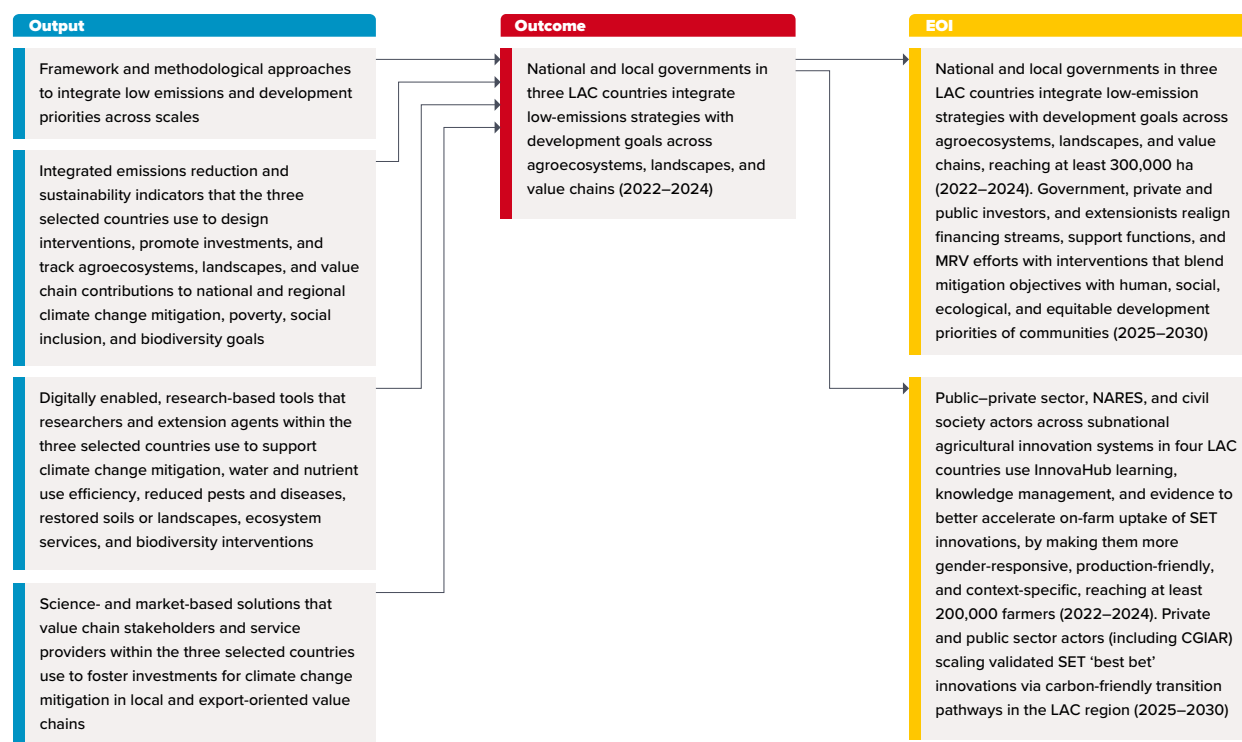 Output
Framework and methodological approaches
to integrate low emissions and development
priorities across scales
Integrated emissions reduction and
sustainability indicators that the three
selected countries use to design
interventions, promote investments, and
track agroecosystems, landscapes, and value
chain contributions to national and regional
climate change mitigation, poverty, social
inclusion, and biodiversity goals
Digitally enabled, research-based tools that
researchers and extension agents within the
three selected countries use to support
climate change mitigation, water and nutrient
use efficiency, reduced pests and diseases,
restored soils or landscapes, ecosystem
services, and biodiversity interventions
Science- and market-based solutions that
value chain stakeholders and service
providers within the three selected countries
use to foster investments for climate change
mitigation in local and export-oriented value
chains
Outcome
National and local governments in
three LAC countries integrate
low-emissions strategies with
development goals across
agroecosystems, landscapes, and
value chains (2022–2024)
EOI
National and local governments in three
LAC countries integrate low-emission
strategies with development goals across
agroecosystems, landscapes, and value
chains, reaching at least 300,000 ha
(2022–2024). Government, private and
public investors, and extensionists realign
financing streams, support functions, and
MRV efforts with interventions that blend
mitigation objectives with human, social,
ecological, and equitable development
priorities of communities (2025–2030)
Public–private sector, NARES, and civil
society actors across subnational
agricultural innovation systems in four LAC
countries use InnovaHub learning,
knowledge management, and evidence to
better accelerate on-farm uptake of SET
innovations, by making them more
gender-responsive, production-friendly,
and context-specific, reaching at least
200,000 farmers (2022–2024). Private
and public sector actors (including CGIAR)
scaling validated SET ‘best bet’
innovations via carbon-friendly transition
pathways in the LAC region (2025–2030)